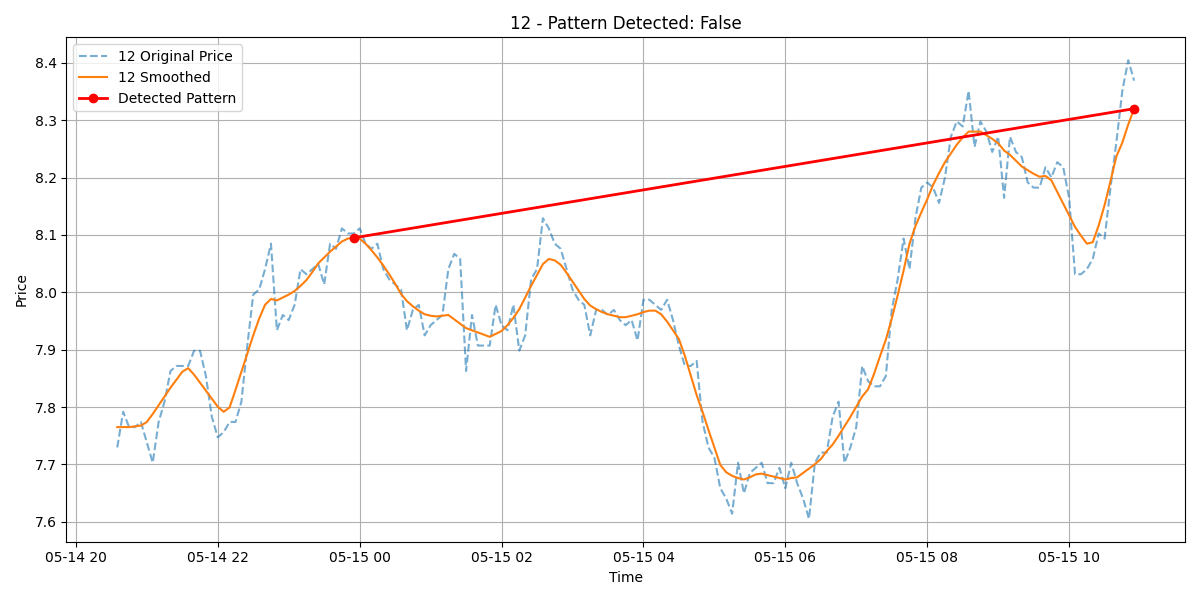 12 - Pattern Detected: False
12 Original Price
12 Smoothed
Detected Pattern
Price
8.4
8.3
8.2
8.1
8.0
7.9
7.8
7.7
7.6
05-14 20 05-14 22 05-15 00 05-15 02 05-15 04 05-15 06 05-15 08 05-15 10
Time